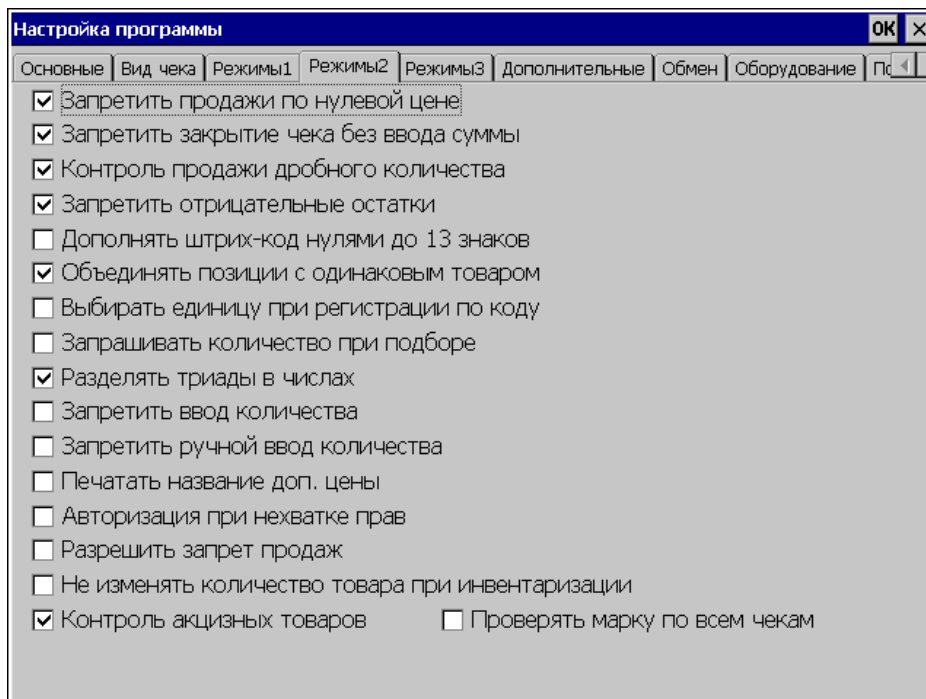 Настройка программы OK ×
Основные Вид чека Режимы1 Режимы2 Режимы3 Дополнительные Обмен Оборудование
Запретить продажи по нулевой цене
Запретить закрытие чека без ввода суммы
Контроль продажи дробного количества
Запретить отрицательные остатки
Дополнять штрих-код нулями до 13 знаков
Объединять позиции с одинаковым товаром
Выбирать единицу при регистрации по коду
Запрашивать количество при подборе
Разделять триады в числах
Запретить ввод количества
Запретить ручной ввод количества
Печатать название доп. цены
Авторизация при нехватке прав
Разрешить запрет продаж
Не изменять количество товара при инвентаризации
Контроль акцизных товаров Проверять марку по всем чекам